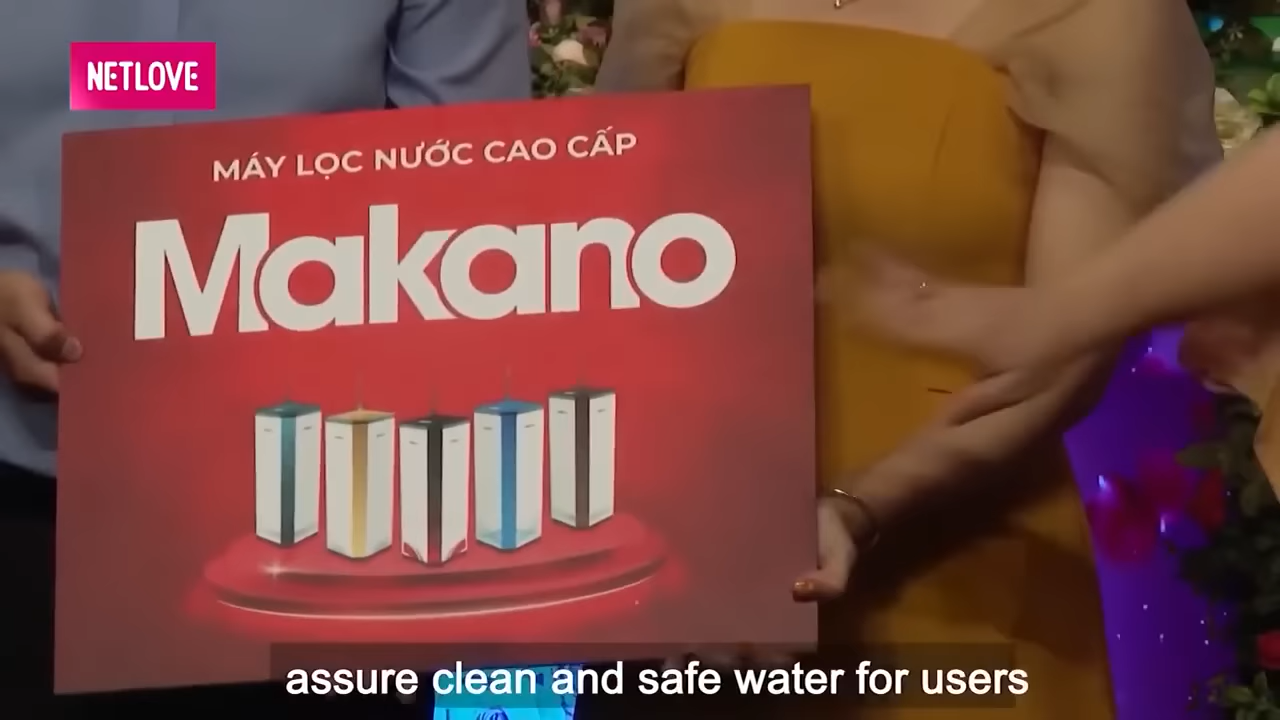 NETLOVE
MÁY LỌC NƯỚC CAO CẤP
Makano
assure clean and safe water for users